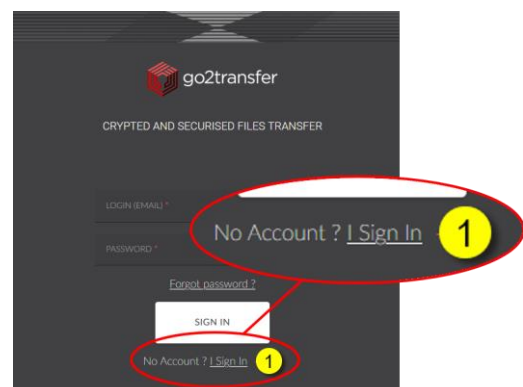 go2transfer
CRYPTED AND SECURISED FILES TRANSFER
LOGIN (EMAIL) *
No Account ? I Sign In 1
PASSWORD *
Forgot password ?
SIGN IN
No Account ? I Sign In 1